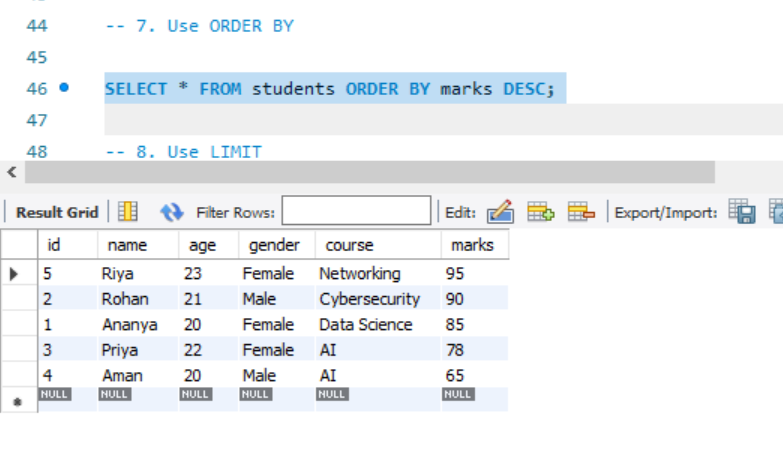 44 -- 7. Use ORDER BY
45
46 SELECT * FROM students ORDER BY marks DESC;
47
48 -- 8. Use LIMIT
Result Grid Filter Rows: Edit: Export/Import:
id name age gender course marks
5 Riya 23 Female Networking 95
2 Rohan 21 Male Cybersecurity 90
1 Ananya 20 Female Data Science 85
3 Priya 22 Female AI 78
4 Aman 20 Male AI 65
NULL NULL NULL NULL NULL NULL